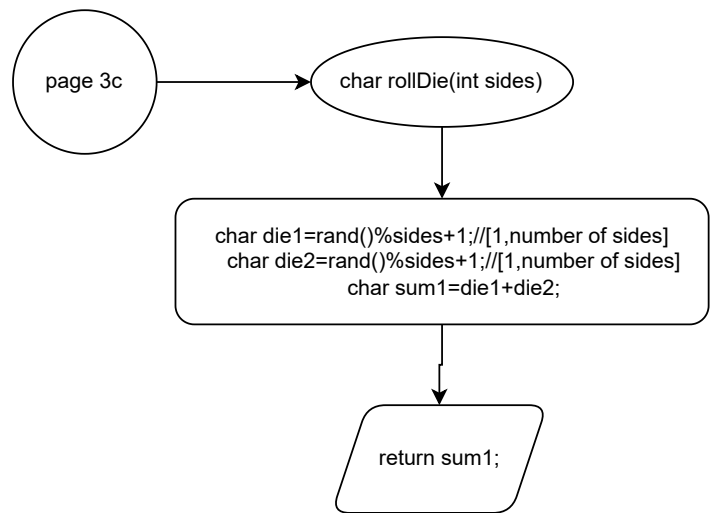 page 3c
char rollDie(int sides)
char die1=rand()%sides+1;//[1,number of sides]
char die2=rand()%sides+1;//[1,number of sides]
char sum1=die1+die2;
return sum1;